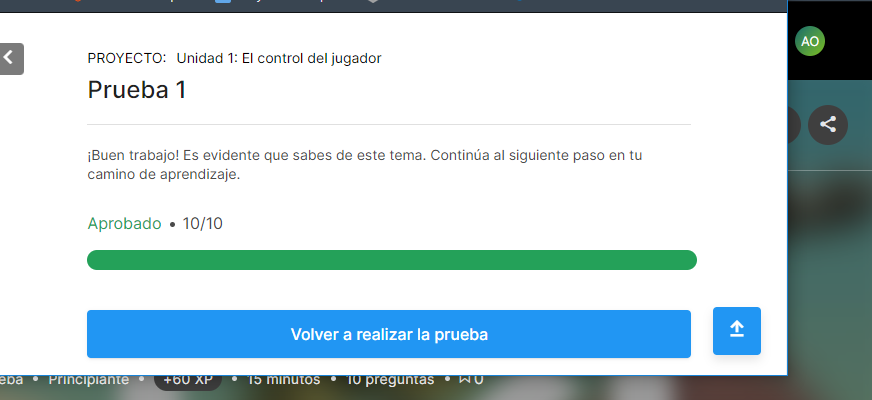 AO
PROYECTO: Unidad 1: El control del jugador
Prueba 1
¡Buen trabajo! Es evidente que sabes de este tema. Continúa al siguiente paso en tu
camino de aprendizaje.
Aprobado • 10/10
Volver a realizar la prueba
eba • Principiante • +60 XP • 15 minutos • 10 preguntas • 0